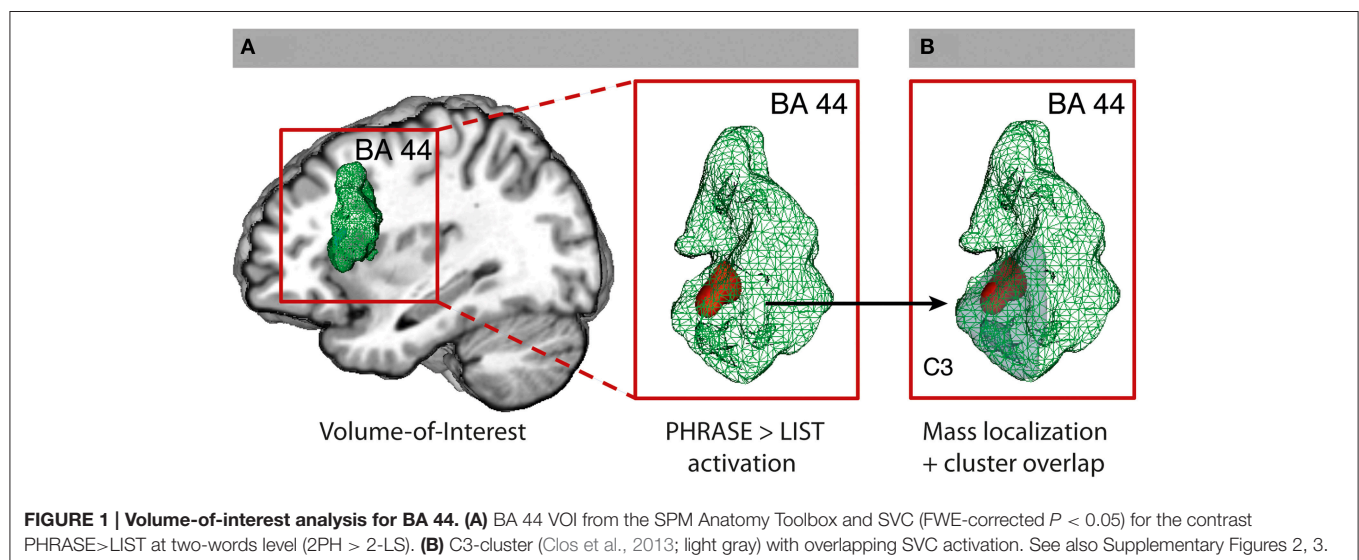 A
B
BA 44
BA 44
BA 44
C3
Volume-of-Interest
PHRASE > LIST
activation
Mass localization
+ cluster overlap
FIGURE 1 | Volume-of-interest analysis for BA 44. (A) BA 44 VOI from the SPM Anatomy Toolbox and SVC (FWE-corrected P < 0.05) for the contrast
PHRASE>LIST at two-words level (2PH > 2-LS). (B) C3-cluster (Clos et al., 2013; light gray) with overlapping SVC activation. See also Supplementary Figures 2, 3.